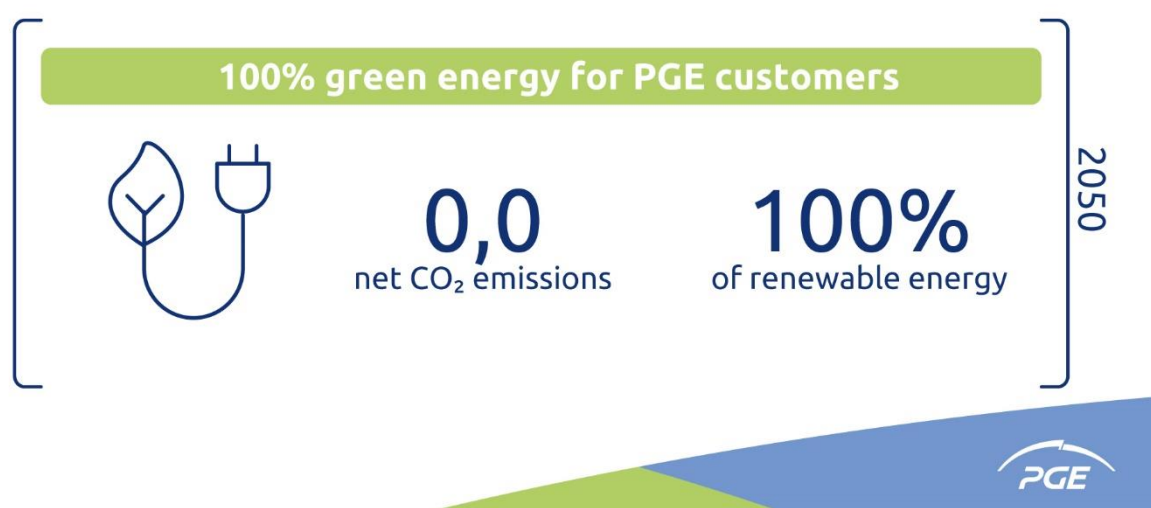 100% green energy for PGE customers
0,0
net CO₂ emissions
100%
of renewable energy
2050
PGE